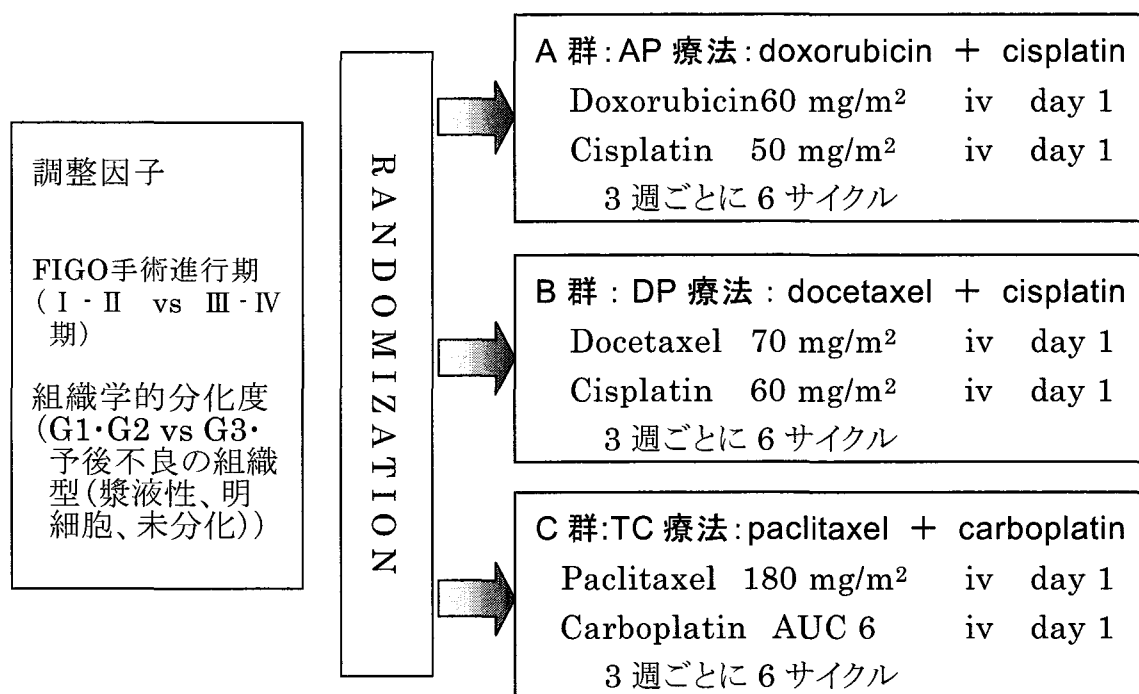 調整因子
FIGO手術進行期
(Ⅰ-Ⅱ vs Ⅲ-Ⅳ
期)
組織学的分化度
(G1・G2 vs G3・
予後不良の組織
型(漿液性、明
細胞、未分化))
RANDOMIZATION
A 群:AP 療法:doxorubicin + cisplatin
Doxorubicin60 mg/m² iv day 1
Cisplatin 50 mg/m² iv day 1
3 週ごとに 6 サイクル
B 群:DP 療法:docetaxel + cisplatin
Docetaxel 70 mg/m² iv day 1
Cisplatin 60 mg/m² iv day 1
3 週ごとに 6 サイクル
C 群:TC 療法:paclitaxel + carboplatin
Paclitaxel 180 mg/m² iv day 1
Carboplatin AUC 6 iv day 1
3 週ごとに 6 サイクル